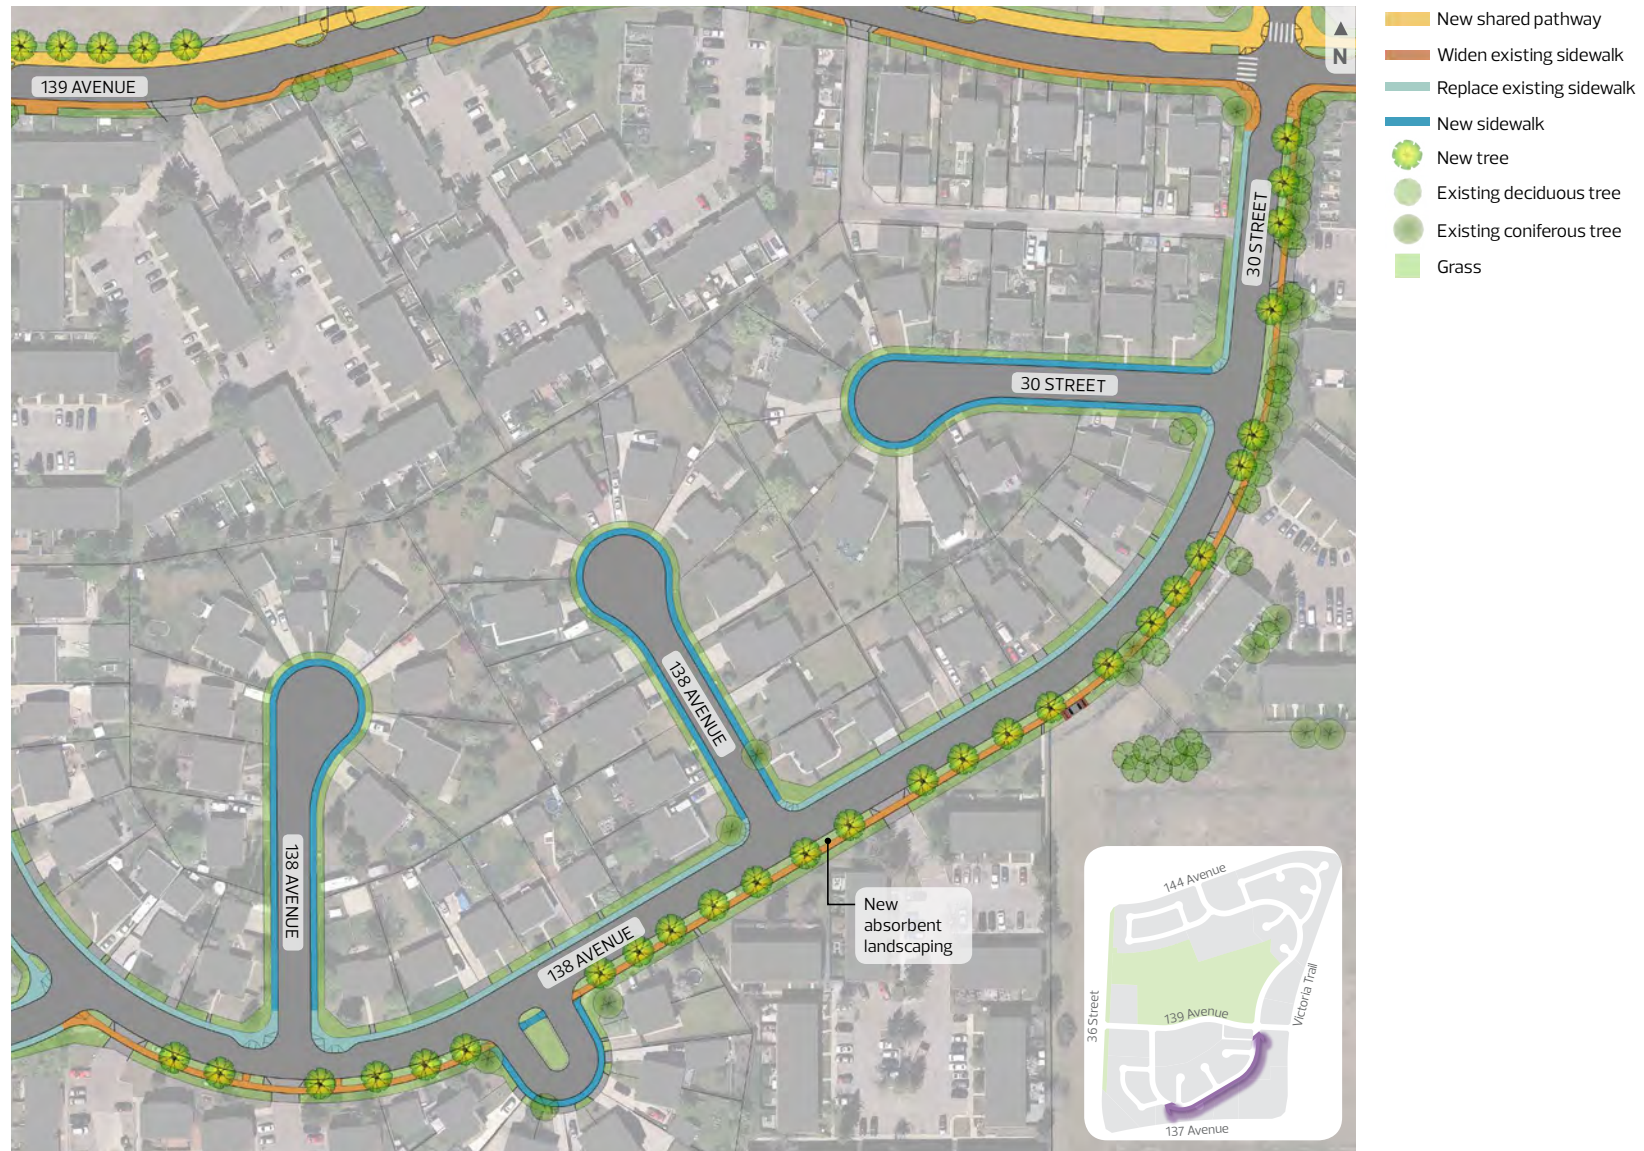 139 AVENUE
▲
N
30 STREET
30 STREET
138 AVENUE
138 AVENUE
138 AVENUE
New
absorbent
landscaping
New shared pathway
Widen existing sidewalk
Replace existing sidewalk
New sidewalk
New tree
Existing deciduous tree
Existing coniferous tree
Grass
144 Avenue
36 Street
139 Avenue
Victoria Trail
137 Avenue